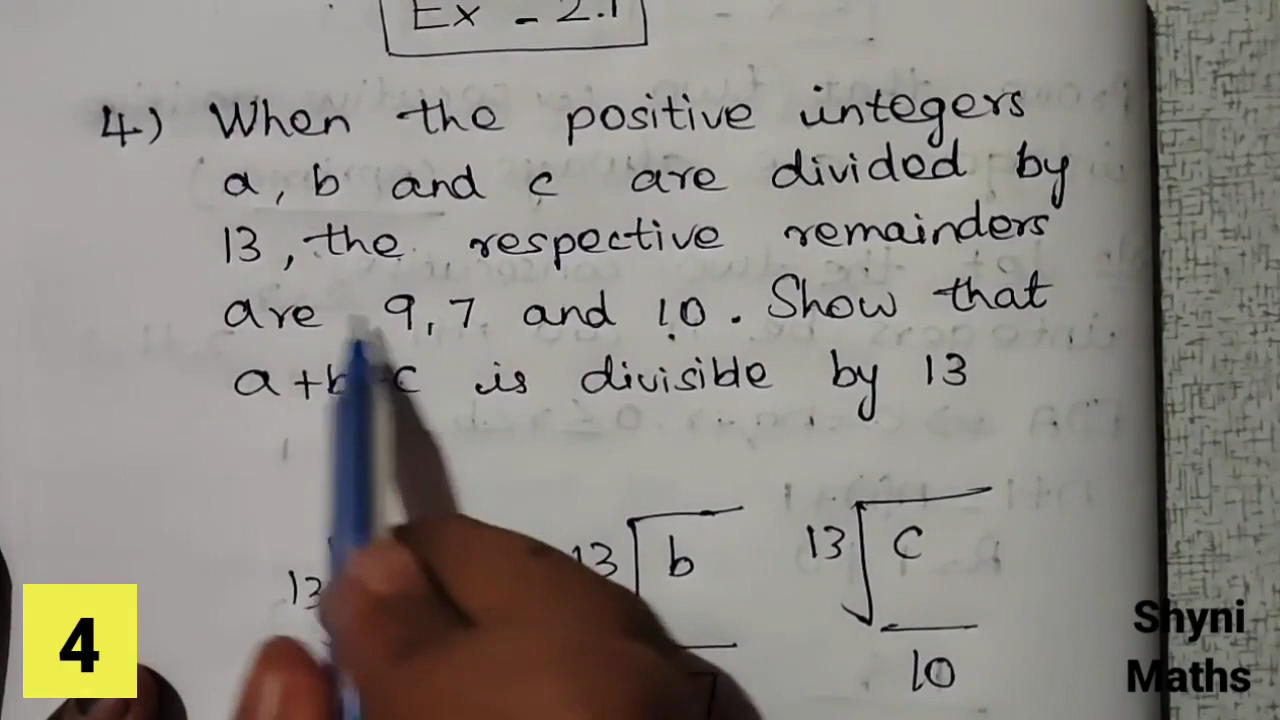 Ex - 2.1
4) When the positive integers
a, b and c are divided by
13, the respective remainders
are 9, 7 and 10. Show that
a+b+c is divisible by 13
13 b
13 c
13
10
4
Shyni
Maths